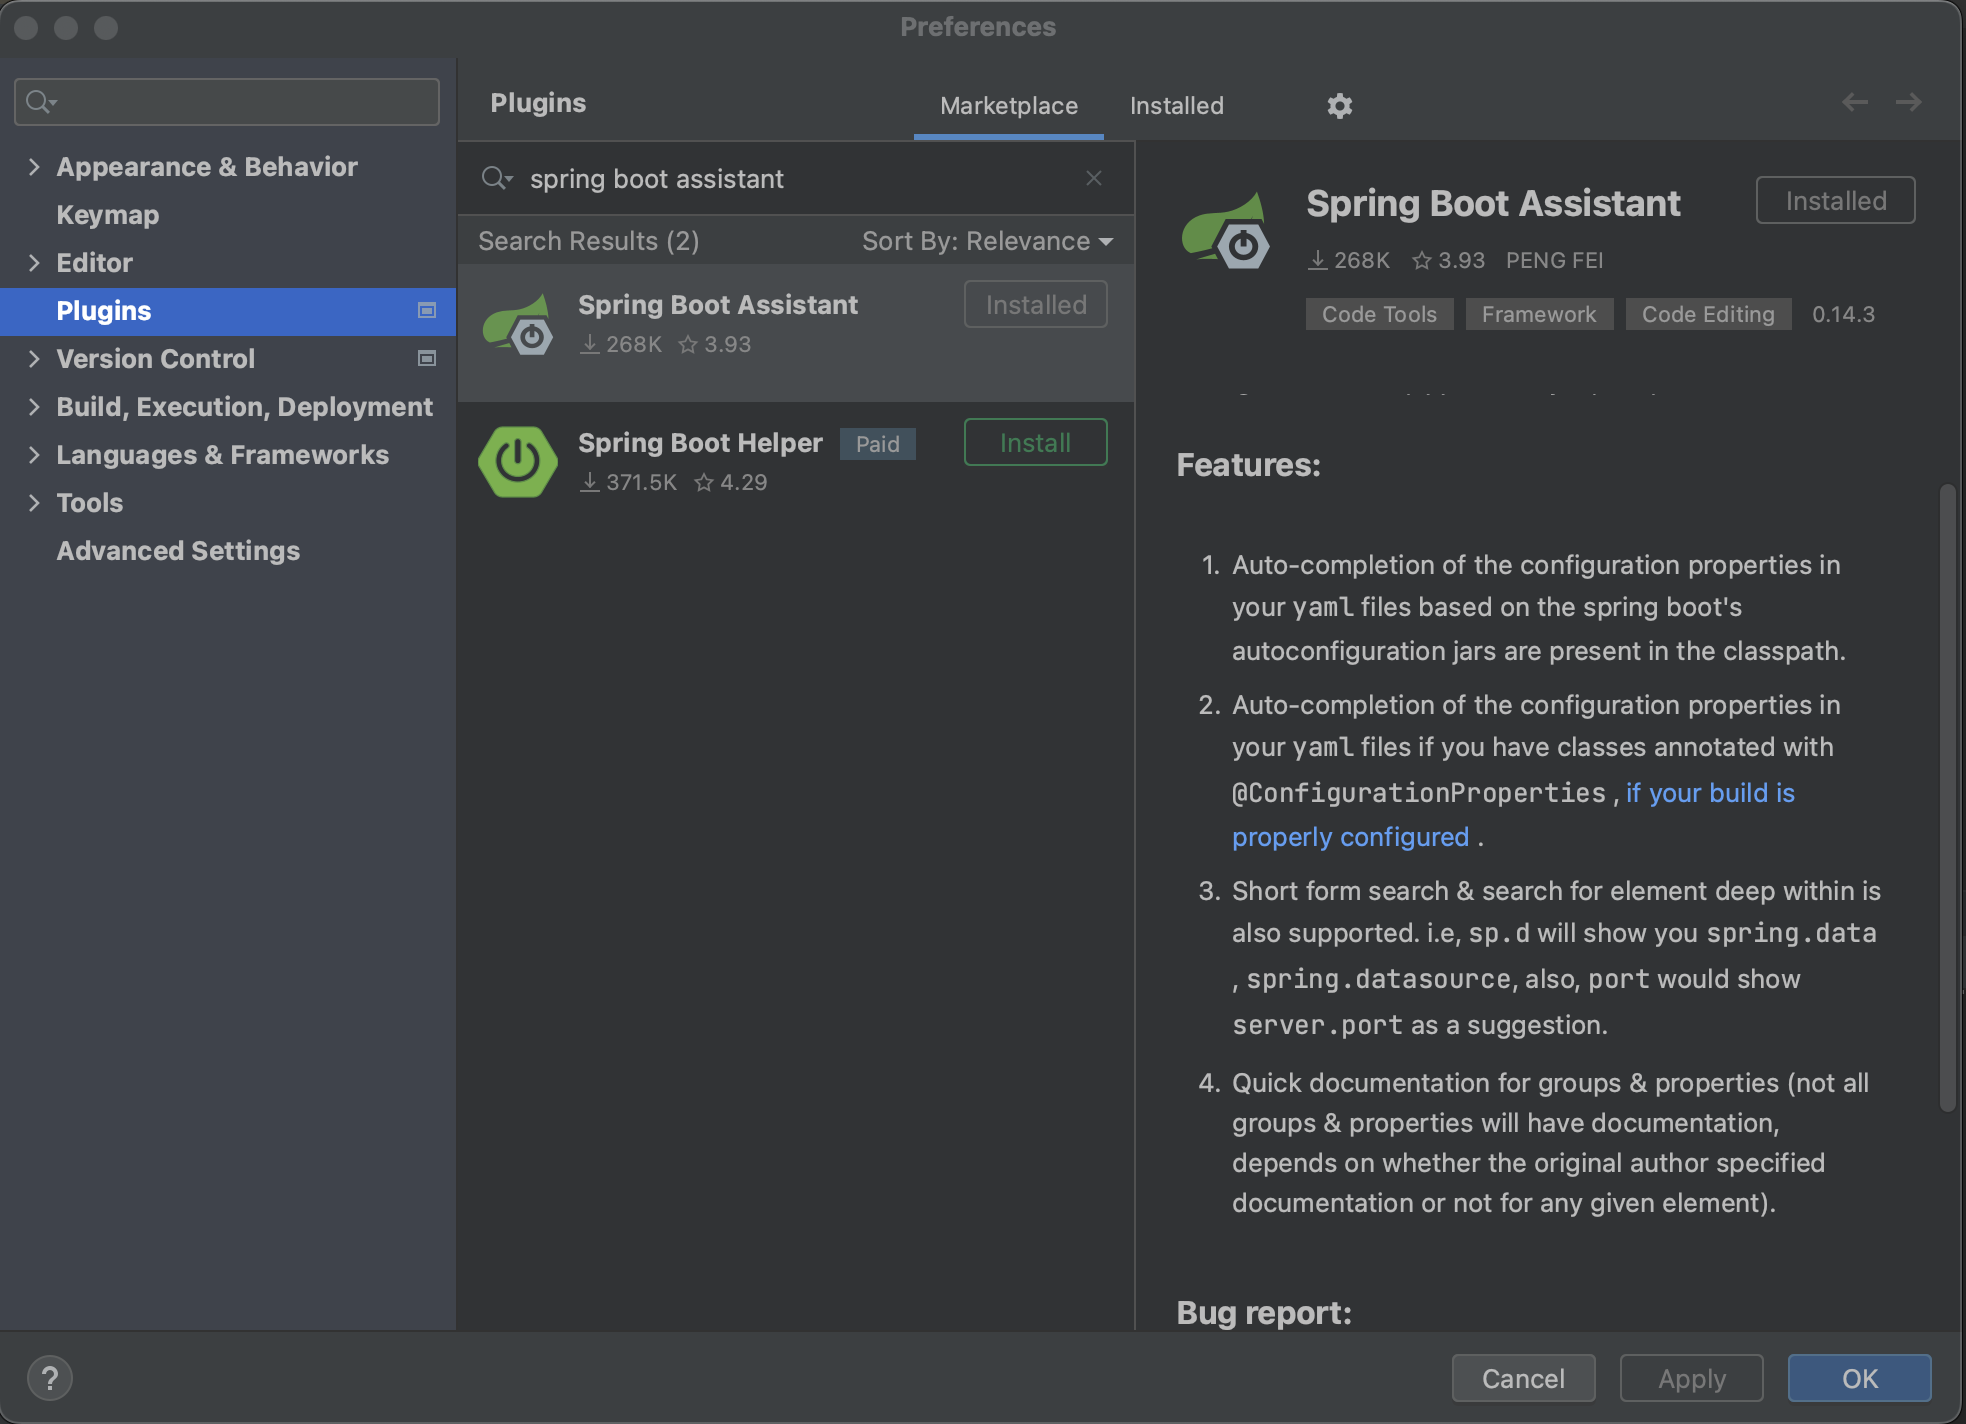 Preferences
Appearance & Behavior
Keymap
Editor
Plugins
Version Control
Build, Execution, Deployment
Languages & Frameworks
Tools
Advanced Settings
Plugins
Marketplace
Installed
spring boot assistant
Search Results (2)
Sort By: Relevance
Spring Boot Assistant
Installed
268K 3.93
Spring Boot Helper Paid
Install
371.5K 4.29
Spring Boot Assistant
Installed
268K 3.93 PENG FEI
Code Tools Framework Code Editing 0.14.3
Features:
1. Auto-completion of the configuration properties in
your yaml files based on the spring boot's
autoconfiguration jars are present in the classpath.
2. Auto-completion of the configuration properties in
your yaml files if you have classes annotated with
@ConfigurationProperties , if your build is
properly configured .
3. Short form search & search for element deep within is
also supported. i.e, sp.d will show you spring.data
, spring.datasource, also, port would show
server.port as a suggestion.
4. Quick documentation for groups & properties (not all
groups & properties will have documentation,
depends on whether the original author specified
documentation or not for any given element).
Bug report:
?
Cancel
Apply
OK